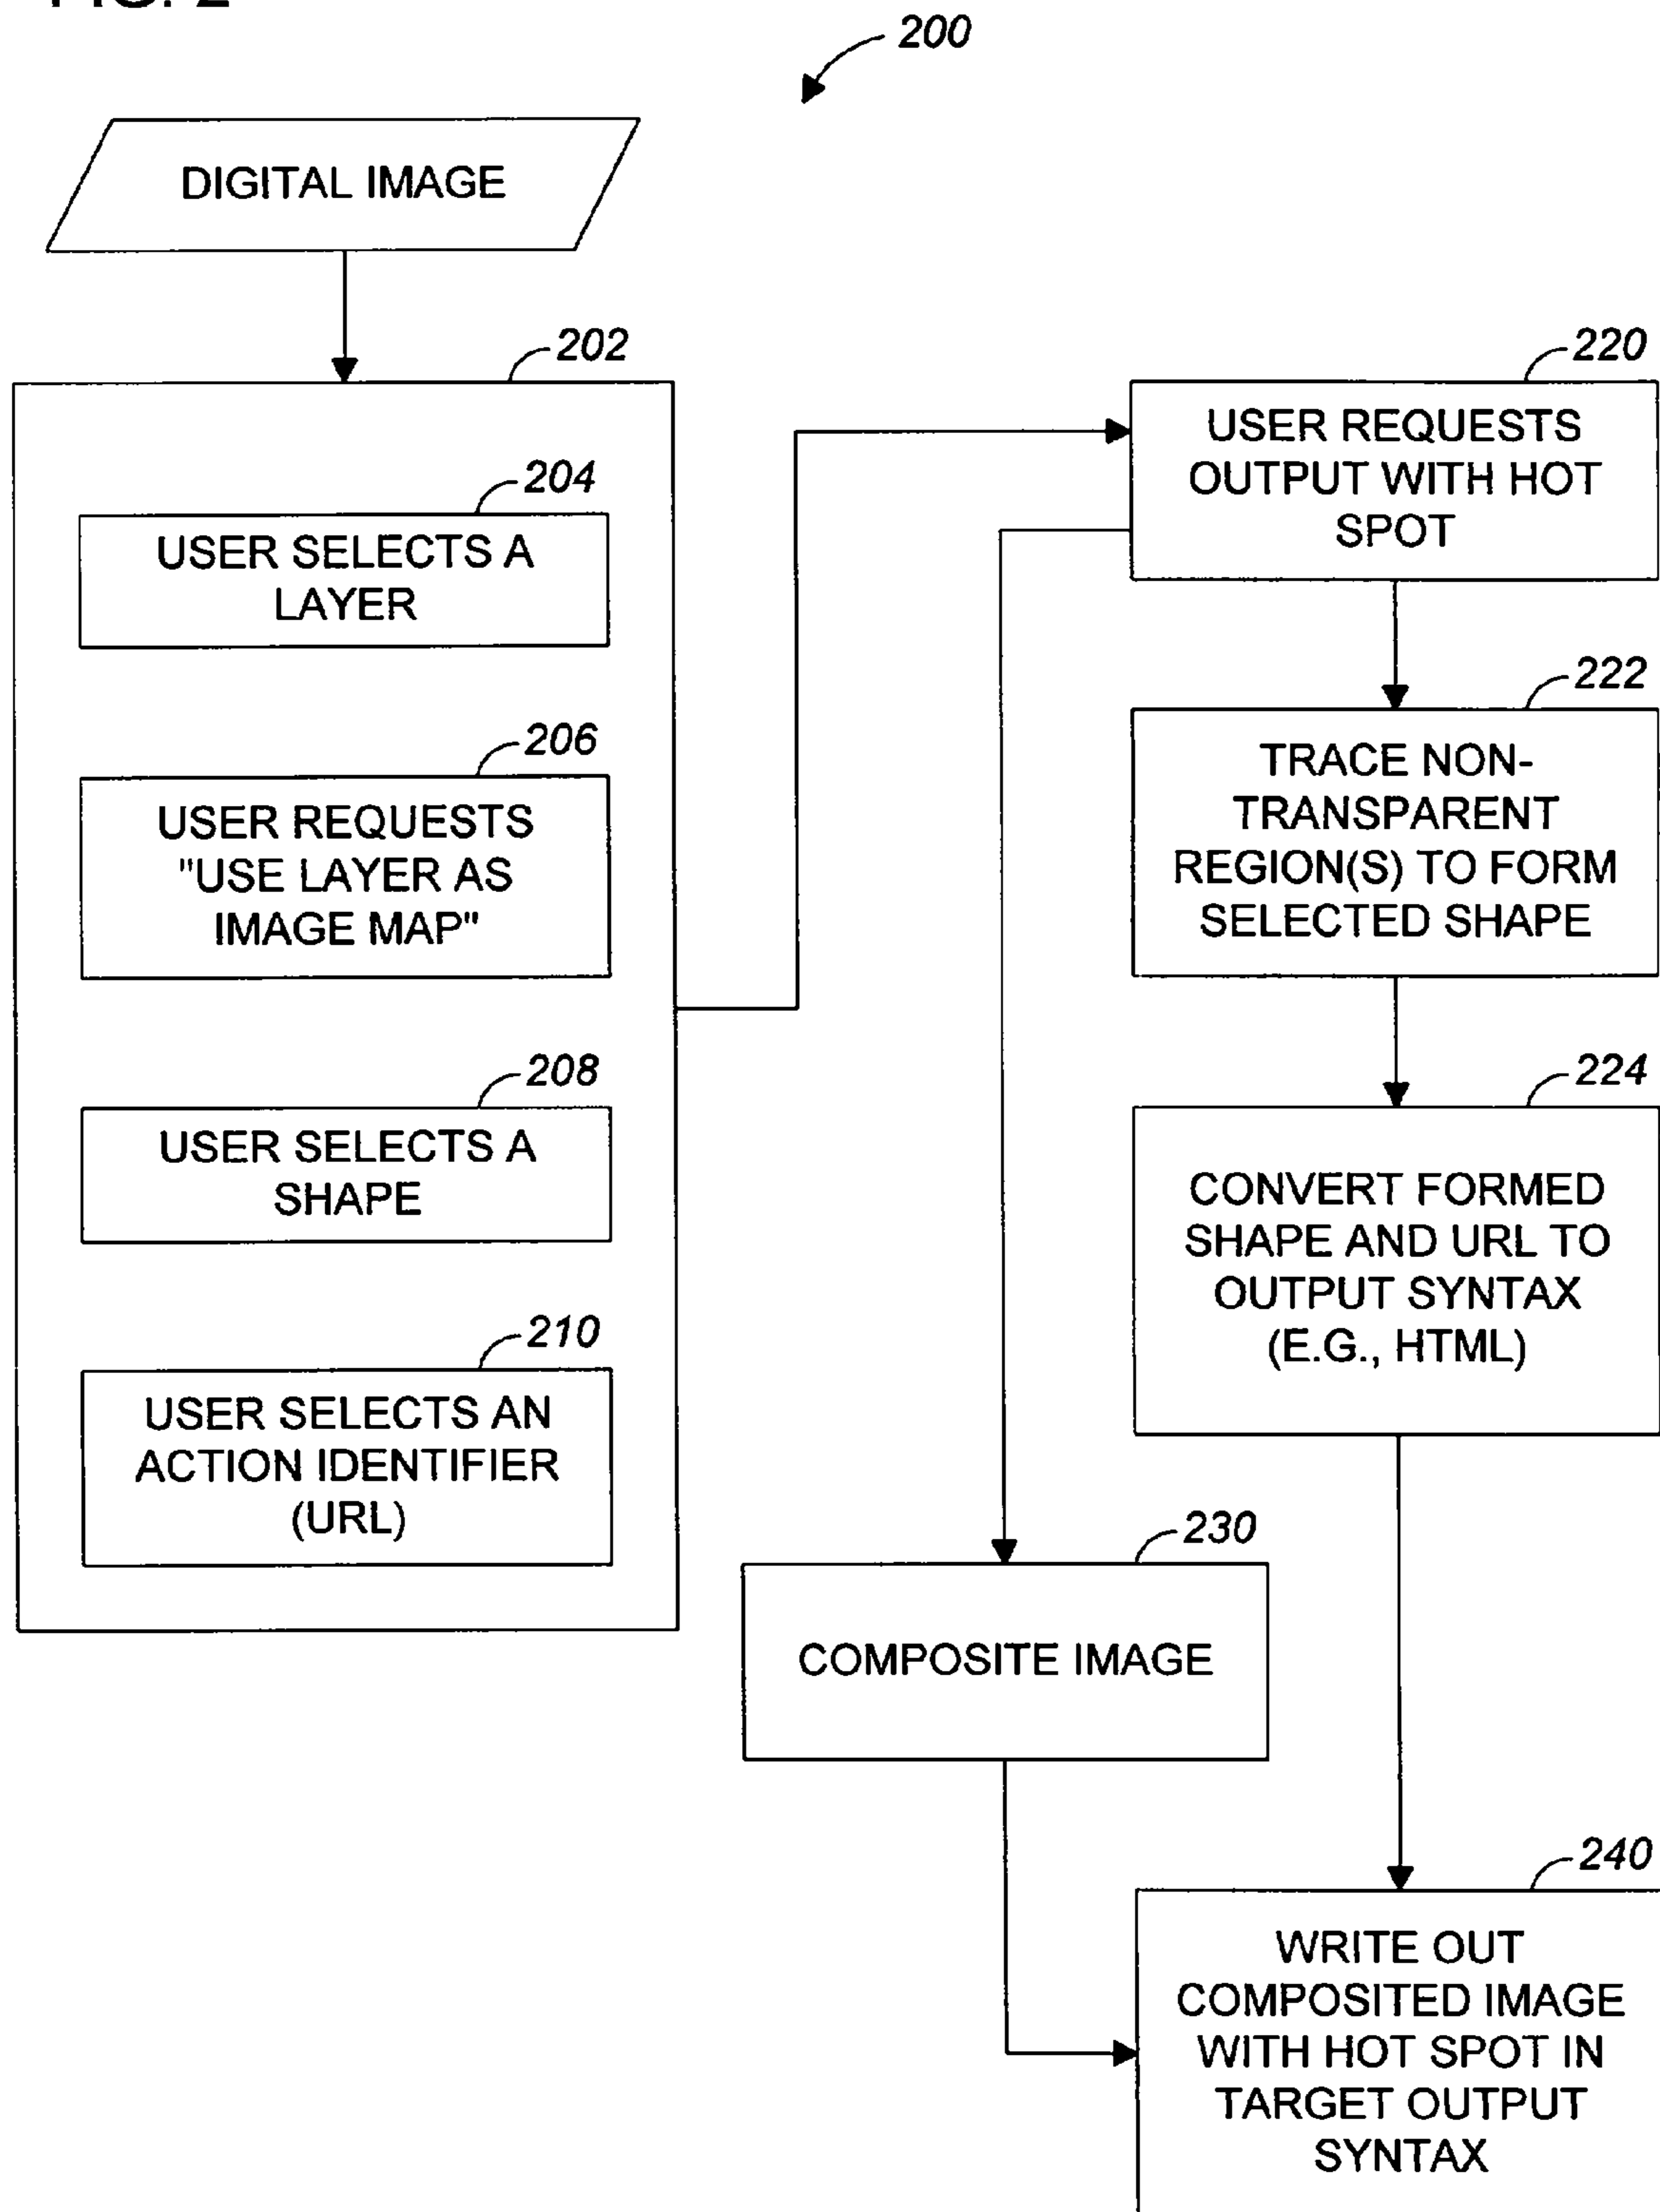 200
DIGITAL IMAGE
202
204
USER SELECTS A
LAYER
206
USER REQUESTS
"USE LAYER AS
IMAGE MAP"
208
USER SELECTS A
SHAPE
210
USER SELECTS AN
ACTION IDENTIFIER
(URL)
220
USER REQUESTS
OUTPUT WITH HOT
SPOT
222
TRACE NON-
TRANSPARENT
REGION(S) TO FORM
SELECTED SHAPE
224
CONVERT FORMED
SHAPE AND URL TO
OUTPUT SYNTAX
(E.G., HTML)
230
COMPOSITE IMAGE
240
WRITE OUT
COMPOSITED IMAGE
WITH HOT SPOT IN
TARGET OUTPUT
SYNTAX